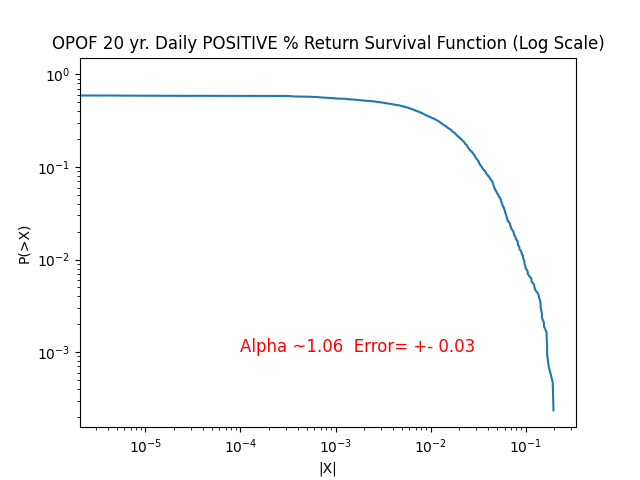 OPOF 20 yr. Daily POSITIVE % Return Survival Function (Log Scale)
10⁰
10⁻¹
10⁻²
10⁻³
P(>X)
Alpha ~1.06  Error= +- 0.03
10⁻⁵ 10⁻⁴ 10⁻³ 10⁻² 10⁻¹
|X|